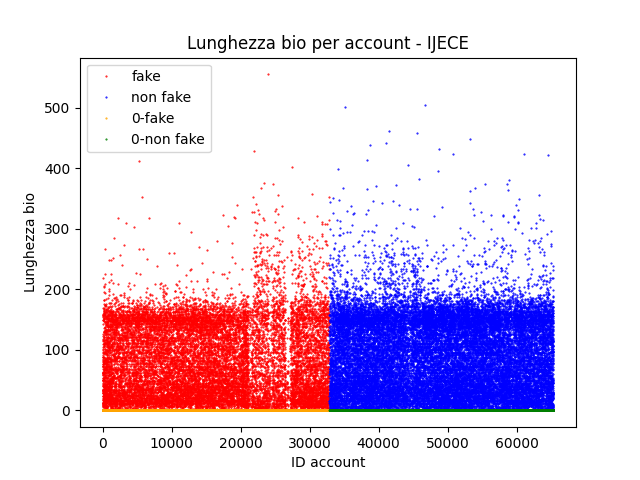 Lunghezza bio per account - IJECE
fake
non fake
0-fake
0-non fake
Lunghezza bio
500
400
300
200
100
0
0
10000
20000
30000
40000
50000
60000
ID account